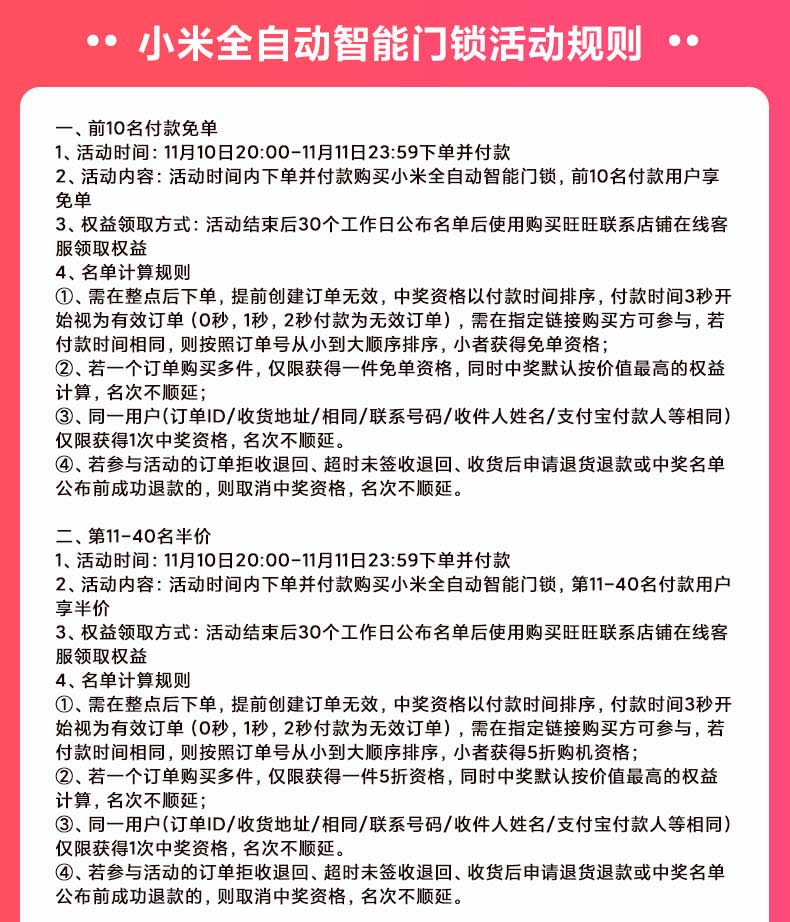 小米全自动智能门锁活动规则
一、前10名付款免单
1、活动时间：11月10日20:00-11月11日23:59下单并付款
2、活动内容：活动时间内下单并付款购买小米全自动智能门锁，前10名付款用户享
免单
3、权益领取方式：活动结束后30个工作日公布名单后使用购买旺旺联系店铺在线客
服领取权益
4、名单计算规则
①、需在整点后下单，提前创建订单无效，中奖资格以付款时间排序，付款时间3秒开
始视为有效订单（0秒，1秒，2秒付款为无效订单），需在指定链接购买方可参与，若
付款时间相同，则按照订单号从小到大顺序排序，小者获得免单资格；
②、若一个订单购买多件，仅限获得一件免单资格，同时中奖默认按价值最高的权益
计算，名次不顺延；
③、同一用户(订单ID/收货地址/相同/联系号码/收件人姓名/支付宝付款人等相同)
仅限获得1次中奖资格，名次不顺延。
④、若参与活动的订单拒收退回、超时未签收退回、收货后申请退货退款或中奖名单
公布前成功退款的，则取消中奖资格，名次不顺延。
二、第11-40名半价
1、活动时间：11月10日20:00-11月11日23:59下单并付款
2、活动内容：活动时间内下单并付款购买小米全自动智能门锁，第11-40名付款用户
享半价
3、权益领取方式：活动结束后30个工作日公布名单后使用购买旺旺联系店铺在线客
服领取权益
4、名单计算规则
①、需在整点后下单，提前创建订单无效，中奖资格以付款时间排序，付款时间3秒开
始视为有效订单（0秒，1秒，2秒付款为无效订单），需在指定链接购买方可参与，若
付款时间相同，则按照订单号从小到大顺序排序，小者获得5折购机资格；
②、若一个订单购买多件，仅限获得一件5折资格，同时中奖默认按价值最高的权益
计算，名次不顺延；
③、同一用户(订单ID/收货地址/相同/联系号码/收件人姓名/支付宝付款人等相同)
仅限获得1次中奖资格，名次不顺延。
④、若参与活动的订单拒收退回、超时未签收退回、收货后申请退货退款或中奖名单
公布前成功退款的，则取消中奖资格，名次不顺延。